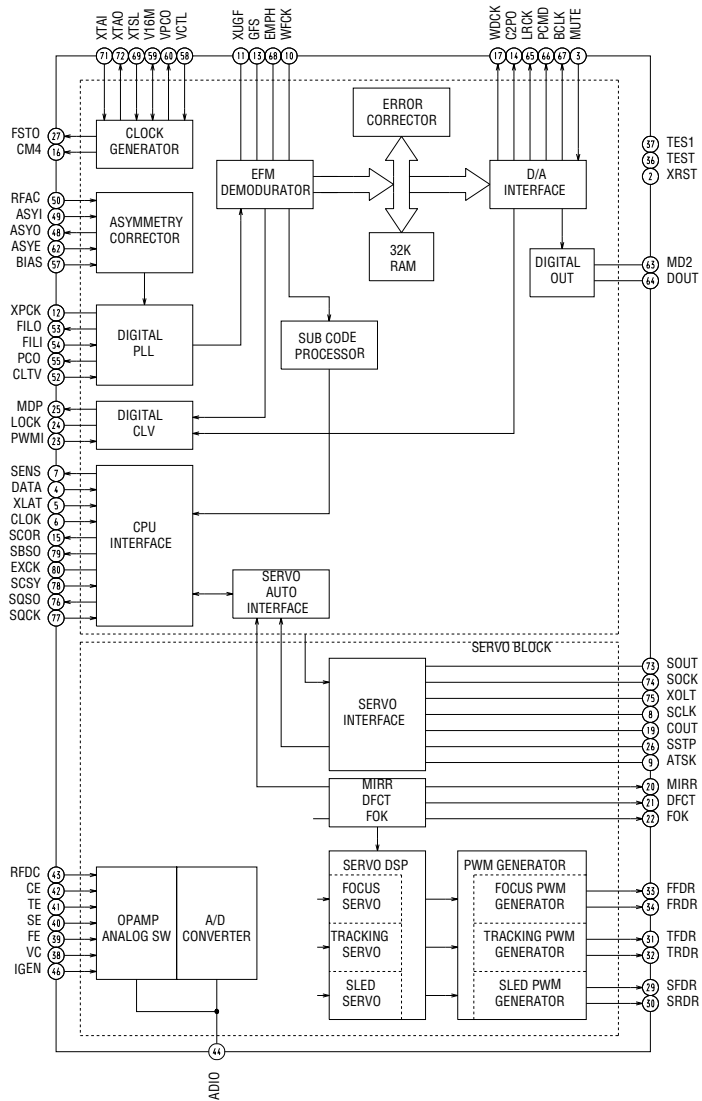 XTAI
XTAO
XTSL
V16M
VPCO
VCTL
XUGF
GFS
EMPH
WFCK
WDCK
C2PO
LRCK
PCMD
BCLK
MUTE
71
72
69
59
60
58
11
13
68
10
17
14
65
66
67
3
FSTO 27
CM4 16
CLOCK
GENERATOR
ERROR
CORRECTOR
37 TES1
36 TEST
2 XRST
EFM
DEMODURATOR
D/A
INTERFACE
32K
RAM
RFAC 50
ASYI 49
ASYO 48
ASYE 62
BIAS 57
ASYMMETRY
CORRECTOR
DIGITAL
OUT
63 MD2
64 DOUT
XPCK 12
FILO 53
FILI 54
PCO 55
CLTV 52
DIGITAL
PLL
SUB CODE
PROCESSOR
MDP 25
LOCK 24
PWMI 23
DIGITAL
CLV
SENS 7
DATA 4
XLAT 5
CLOK 6
SCOR 15
SBSO 79
EXCK 80
SCSY 78
SQSO 76
SQCK 77
CPU
INTERFACE
SERVO
AUTO
INTERFACE
SERVO BLOCK
SERVO
INTERFACE
73 SOUT
74 SOCK
75 XOLT
8 SCLK
19 COUT
26 SSTP
9 ATSK
MIRR
DFCT
FOK
20 MIRR
21 DFCT
22 FOK
RFDC 43
CE 42
TE 41
SE 40
FE 39
VC 38
IGEN 46
OPAMP
ANALOG SW
A/D
CONVERTER
SERVO DSP
FOCUS
SERVO
TRACKING
SERVO
SLED
SERVO
PWM GENERATOR
FOCUS PWM
GENERATOR
TRACKING PWM
GENERATOR
SLED PWM
GENERATOR
33 FFDR
34 FRDR
31 TFDR
32 TRDR
29 SFDR
30 SRDR
44
ADIO